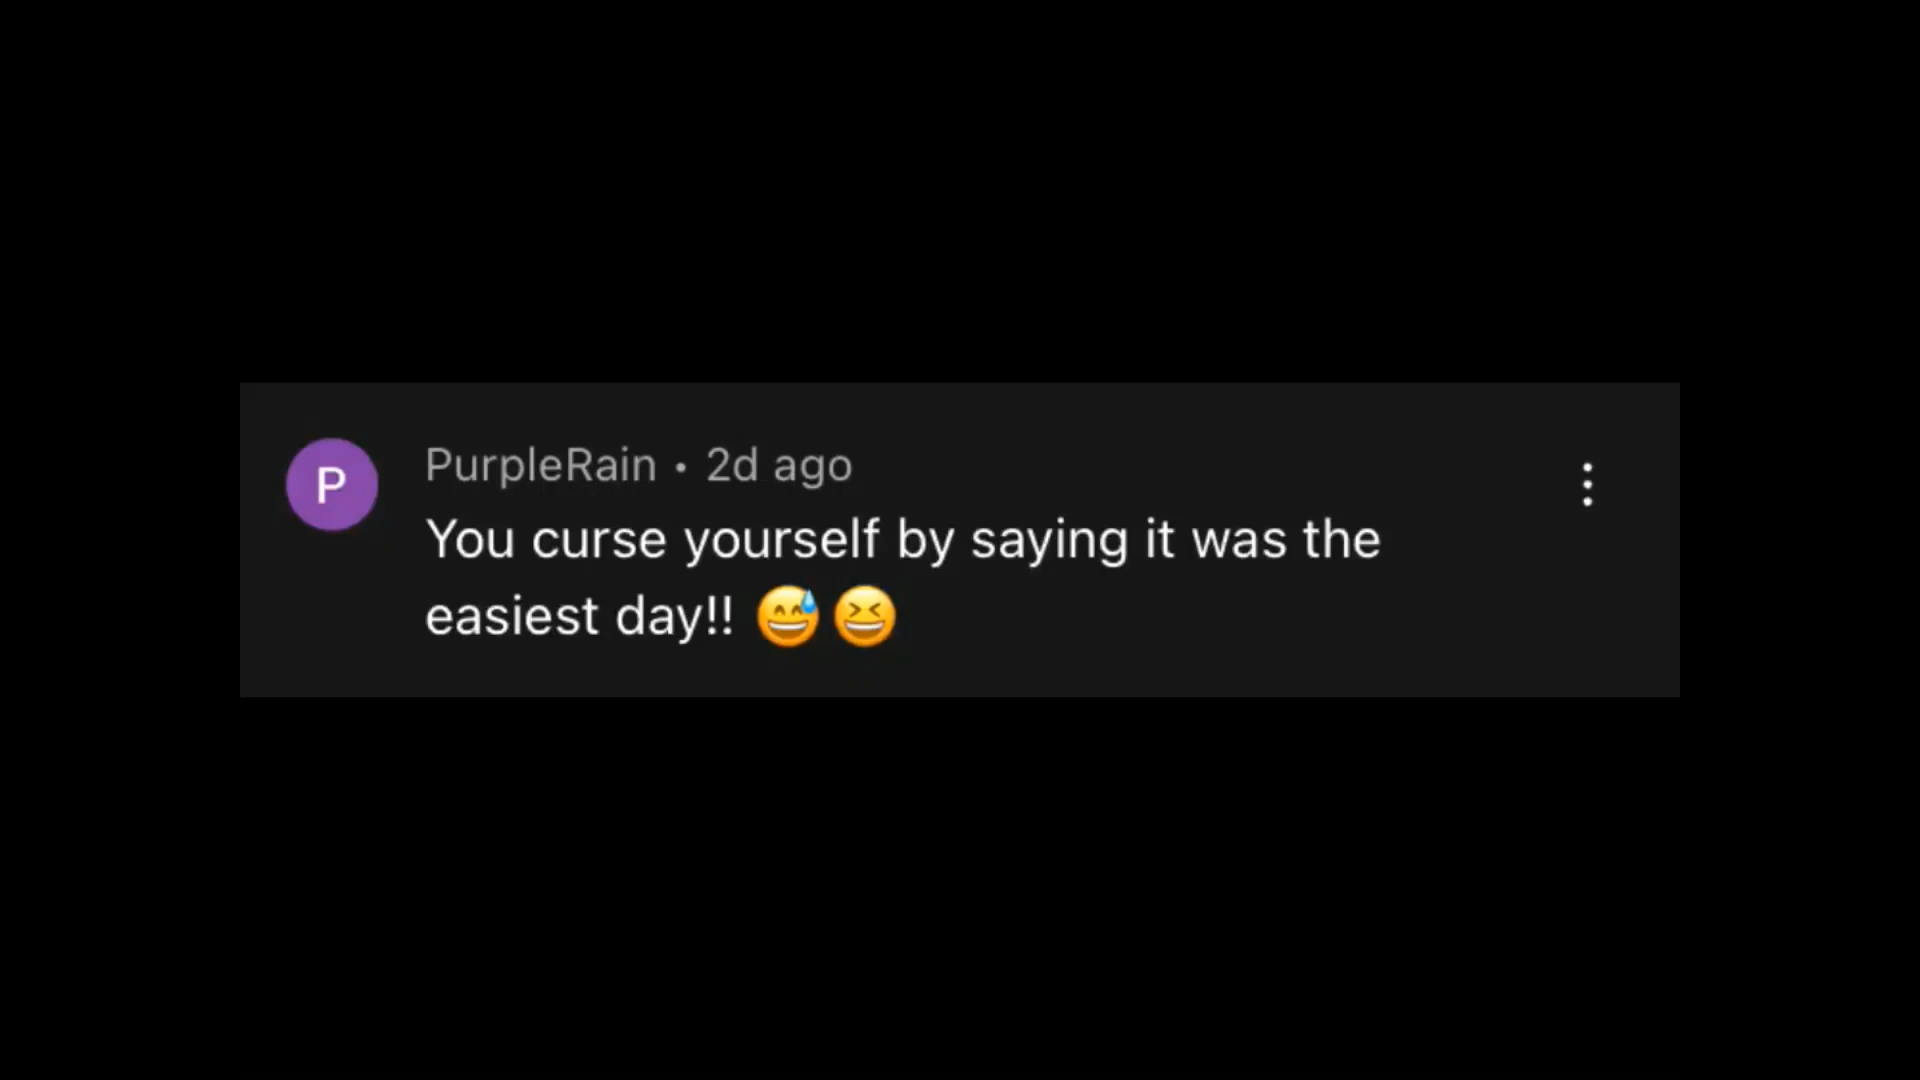 P
PurpleRain • 2d ago
You curse yourself by saying it was the
easiest day!! 😅😆